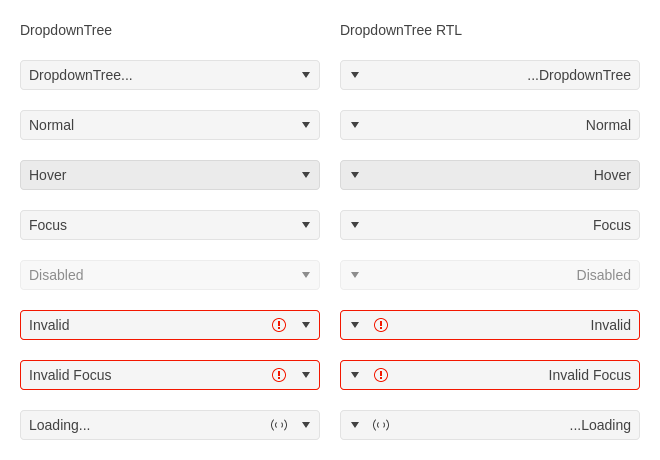 DropdownTree
DropdownTree...
Normal
Hover
Focus
Disabled
Invalid
Invalid Focus
Loading...
DropdownTree RTL
...DropdownTree
Normal
Hover
Focus
Disabled
Invalid
Invalid Focus
...Loading